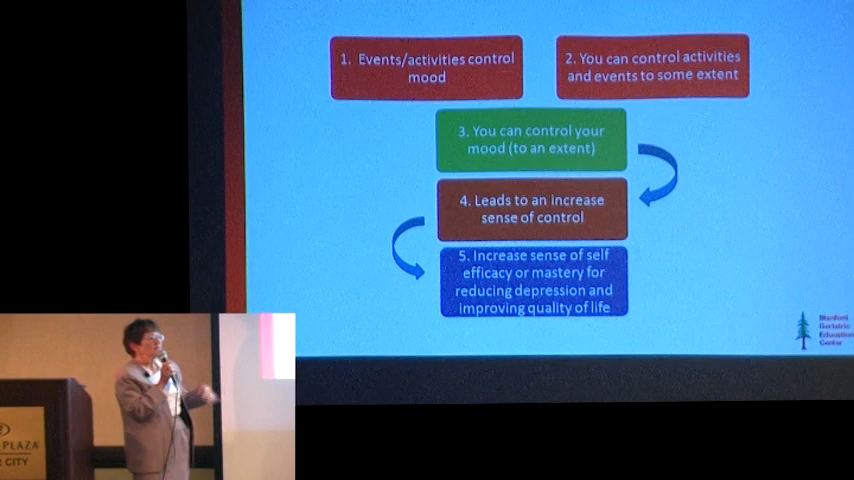 1. Events/activities control
mood
2. You can control activities
and events to some extent
3. You can control your
mood (to an extent)
4. Leads to an increase
sense of control
5. Increase sense of self
efficacy or mastery for
reducing depression and
improving quality of life
Stanford
Geriatric
Education
Center
PLAZA
CITY